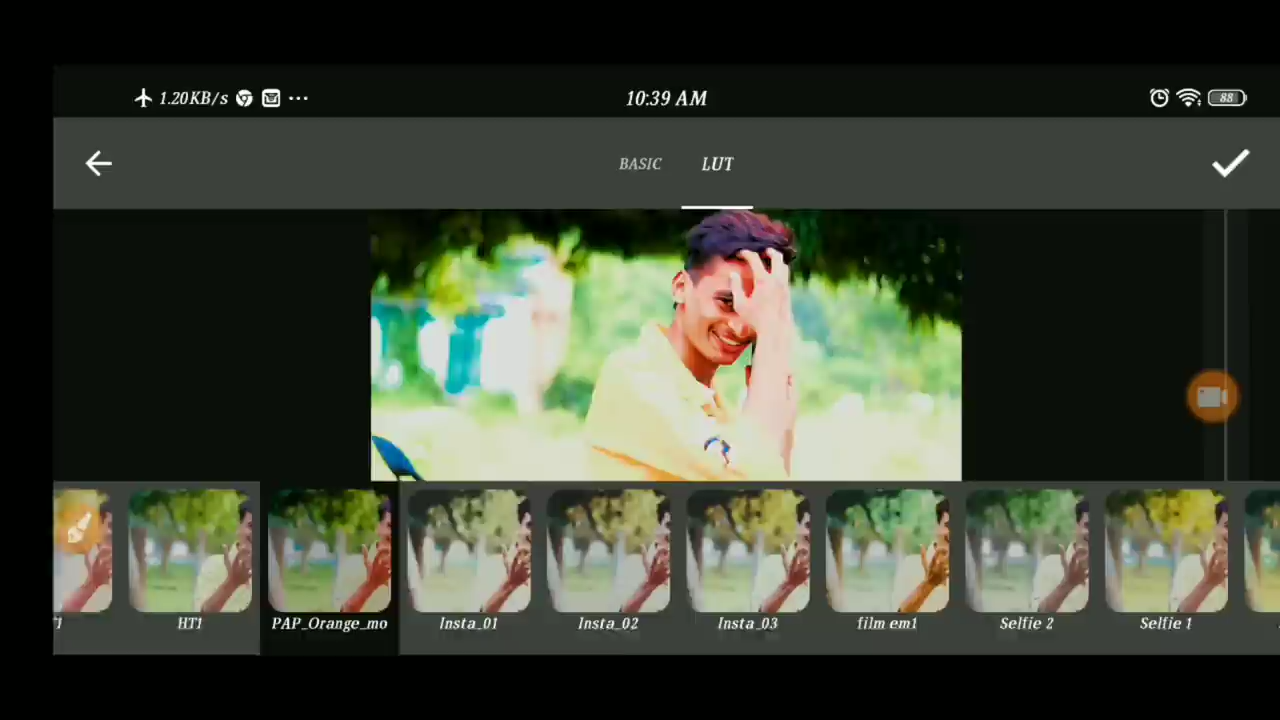 1.20KB/s ... 10:39 AM 88
BASIC LUT
HT1 PAP_Orange_mo Insta_01 Insta_02 Insta_03 film em1 Selfie 2 Selfie 1